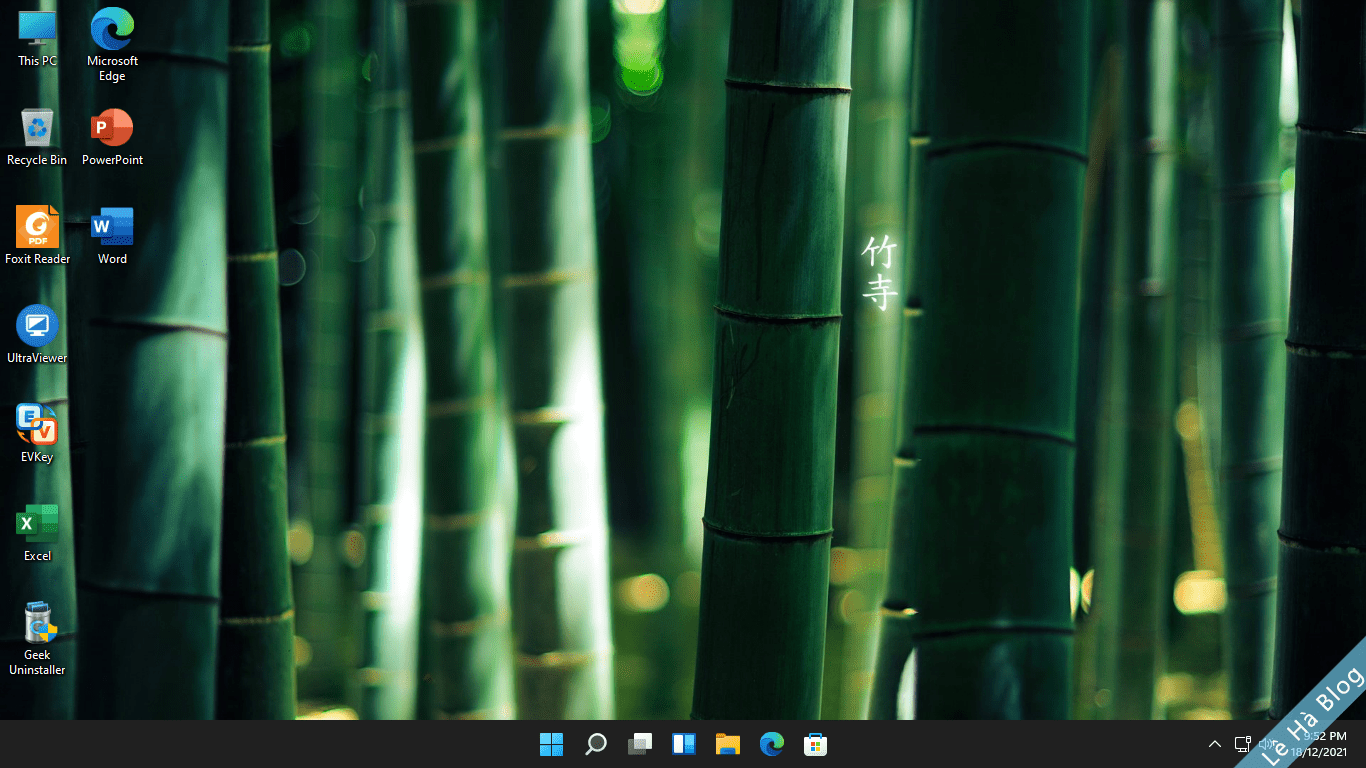 This PC
Microsoft
Edge
Recycle Bin
P
PowerPoint
PDF
Foxit Reader
W
Word
UltraViewer
E
V
EVKey
X
Excel
Geek
Uninstaller
竹
寺
9:52 PM
18/12/2021
Lê Hà Blog